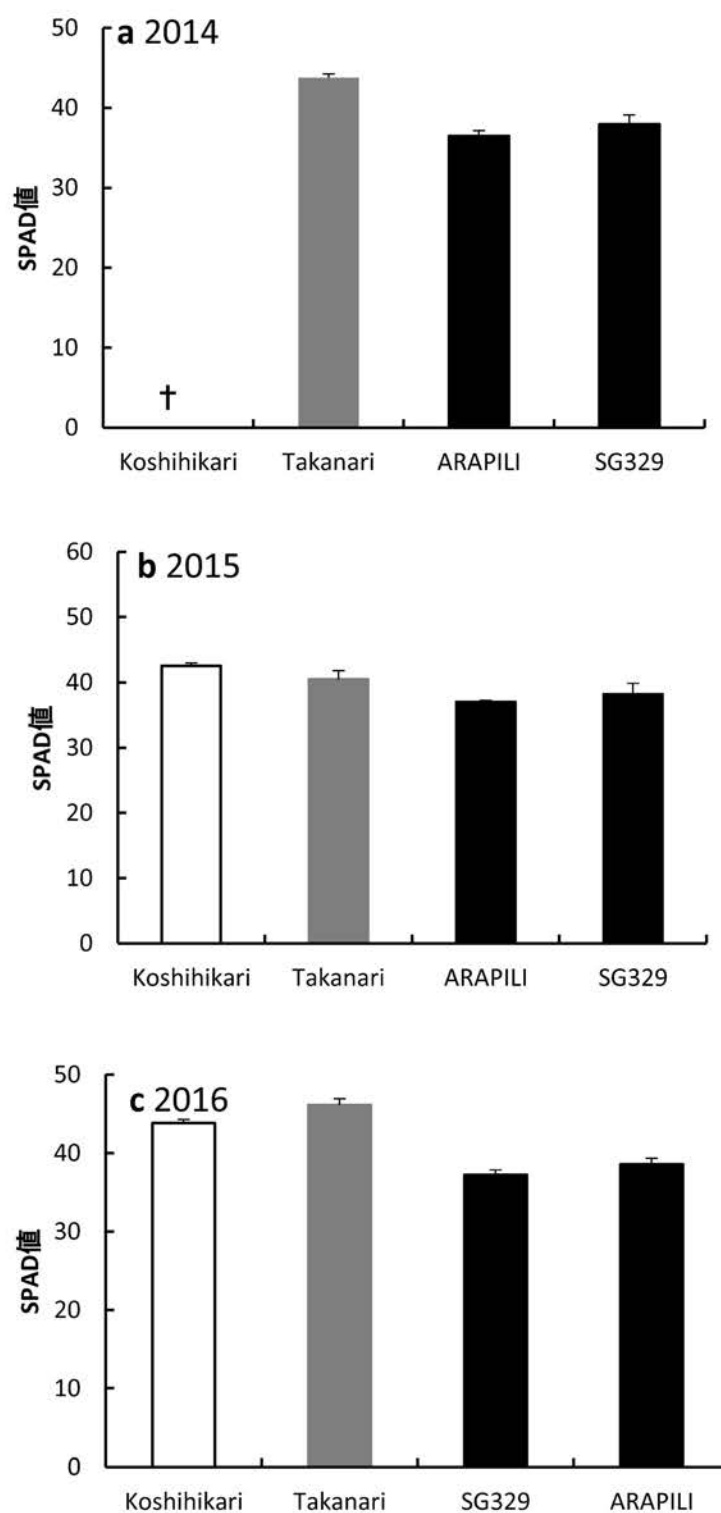 a 2014
50
40
30
20
10
0
SPAD値
†
Koshihikari Takanari ARAPILI SG329
b 2015
60
50
40
30
20
10
0
SPAD値
Koshihikari Takanari ARAPILI SG329
c 2016
50
40
30
20
10
0
SPAD値
Koshihikari Takanari SG329 ARAPILI